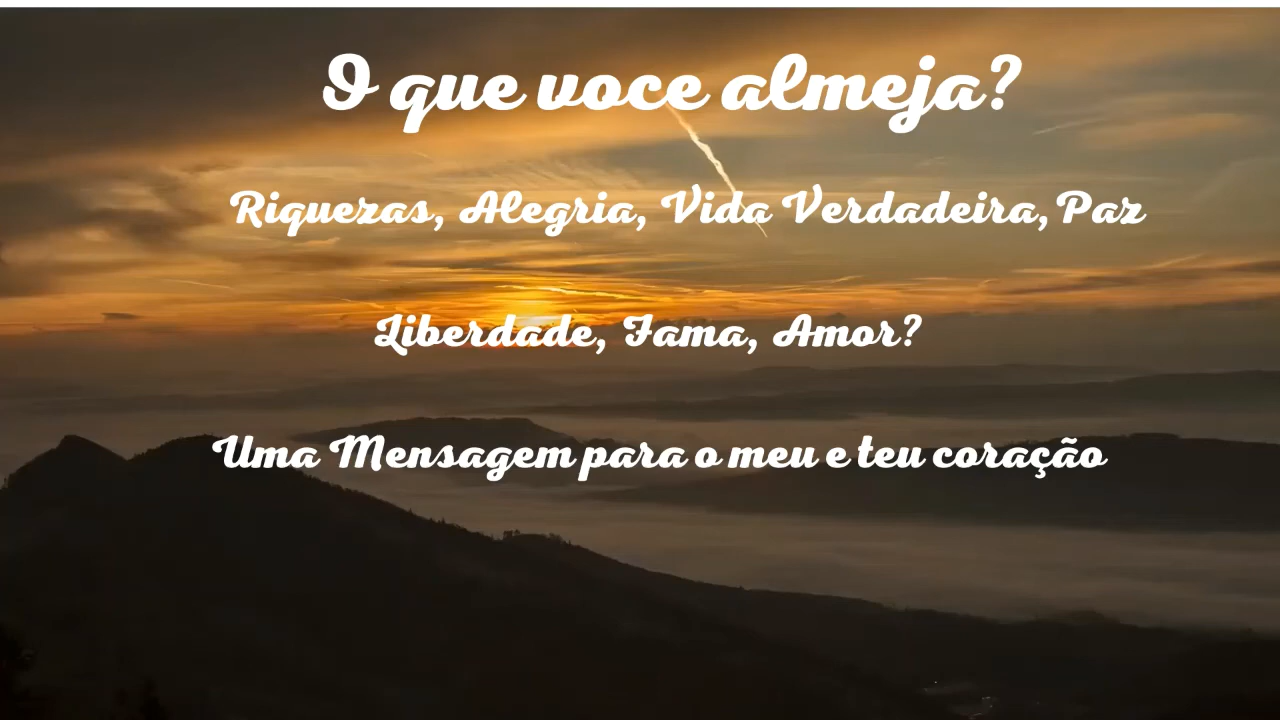 O que voce almeja?
Riquezas, Alegria, Vida Verdadeira, Paz
Liberdade, Fama, Amor?
Uma Mensagem para o meu e teu coração